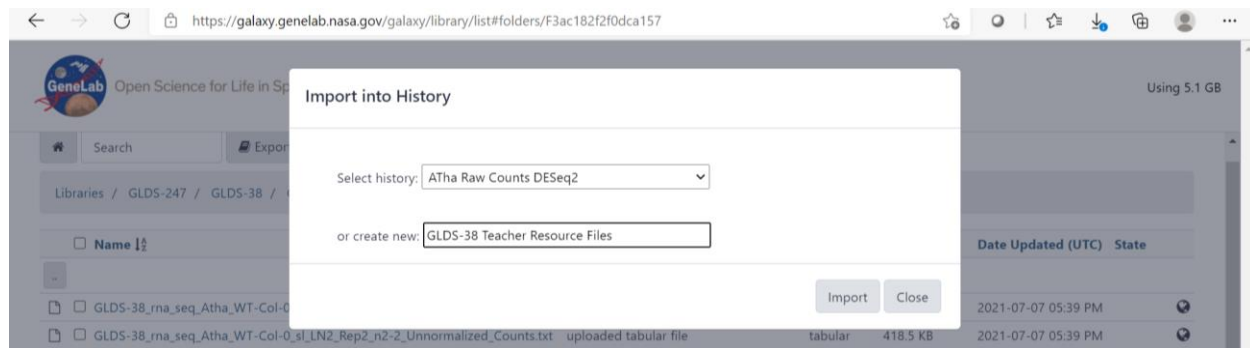 https://galaxy.genelab.nasa.gov/galaxy/library/list#folders/F3ac182f2f0dca157
GeneLab
Open Science for Life in Sp
Using 5.1 GB
Import into History
Search
Expor
Select history: ATha Raw Counts DESeq2
Libraries / GLDS-247 / GLDS-38 /
or create new: GLDS-38 Teacher Resource Files
Name
Date Updated (UTC) State
..
Import Close
GLDS-38_rna_seq_Atha_WT-Col-0 2021-07-07 05:39 PM
GLDS-38_rna_seq_Atha_WT-Col-0_sl_LN2_Rep2_n2-2_Unnormalized_Counts.txt uploaded tabular file tabular 418.5 KB 2021-07-07 05:39 PM